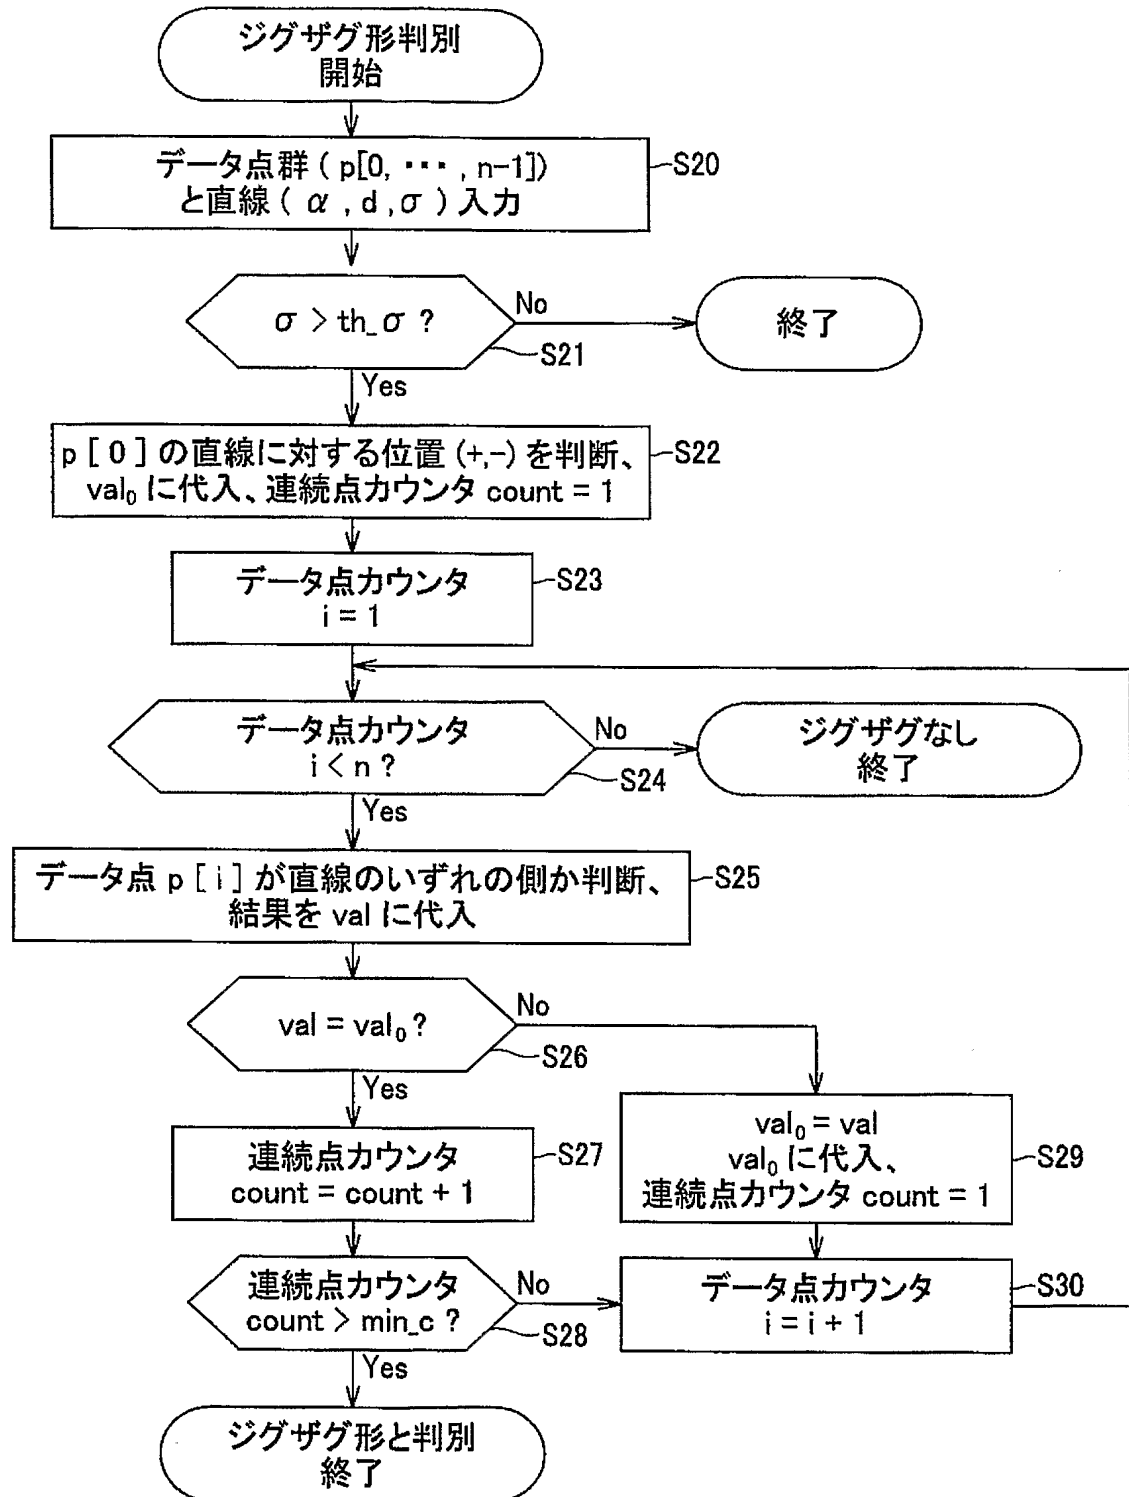 ジグザグ形判別
開始
データ点群 ( p[0, ･･･ , n-1])
と直線 ( α , d , σ ) 入力
S20
σ > th_σ ?
No
S21
終了
Yes
p [ 0 ] の直線に対する位置 (+,-) を判断、
val₀ に代入、連続点カウンタ count = 1
S22
データ点カウンタ
i = 1
S23
データ点カウンタ
i < n ?
No
S24
ジグザグなし
終了
Yes
データ点 p [ i ] が直線のいずれの側か判断、
結果を val に代入
S25
val = val₀ ?
No
S26
Yes
連続点カウンタ
count = count + 1
S27
val₀ = val
val₀ に代入、
連続点カウンタ count = 1
S29
連続点カウンタ
count > min_c ?
No
S28
データ点カウンタ
i = i + 1
S30
Yes
ジグザグ形と判別
終了